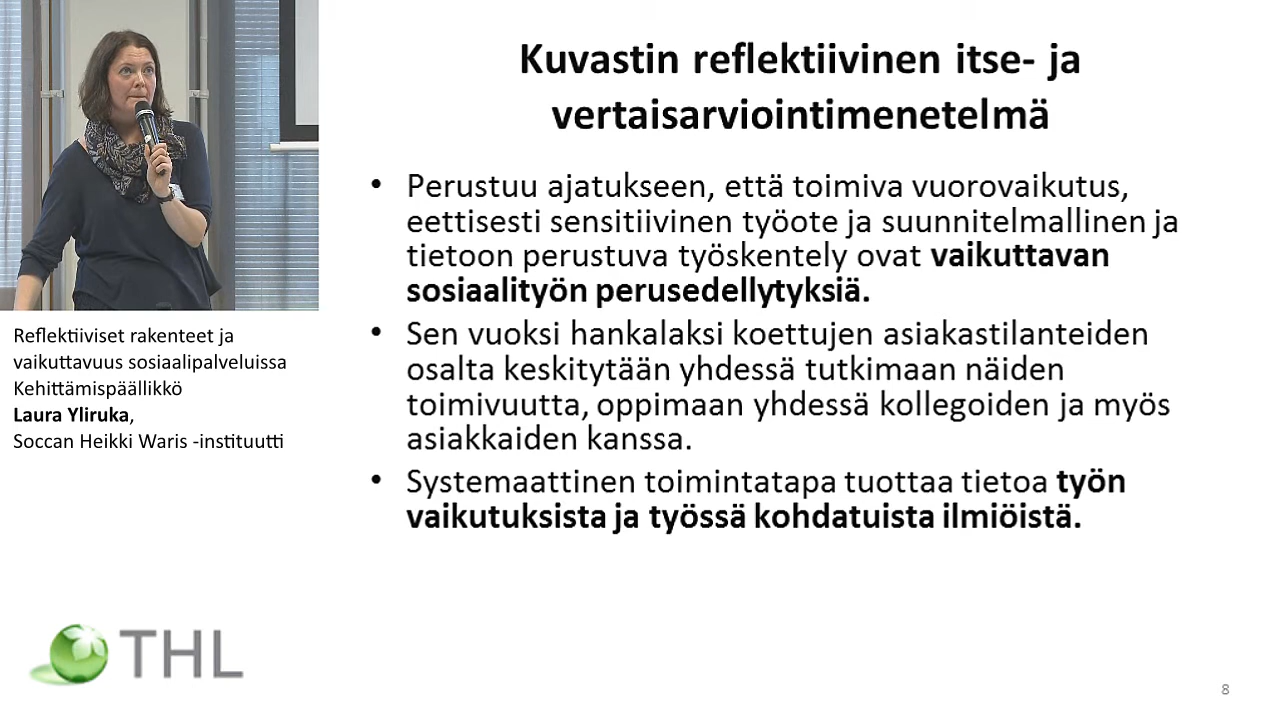 Kuvastin reflektiivinen itse- ja
vertaisarviointimenetelmä
• Perustuu ajatukseen, että toimiva vuorovaikutus,
eettisesti sensitiivinen työote ja suunnitelmallinen ja
tietoon perustuva työskentely ovat vaikuttavan
sosiaalityön perusedellytyksiä.
• Sen vuoksi hankalaksi koettujen asiakastilanteiden
osalta keskitytään yhdessä tutkimaan näiden
toimivuutta, oppimaan yhdessä kollegoiden ja myös
asiakkaiden kanssa.
• Systemaattinen toimintatapa tuottaa tietoa työn
vaikutuksista ja työssä kohdatuista ilmiöistä.
Reflektiiviset rakenteet ja
vaikuttavuus sosiaalipalveluissa
Kehittämispäällikkö
Laura Yliruka,
Soccan Heikki Waris -instituutti
THL
8